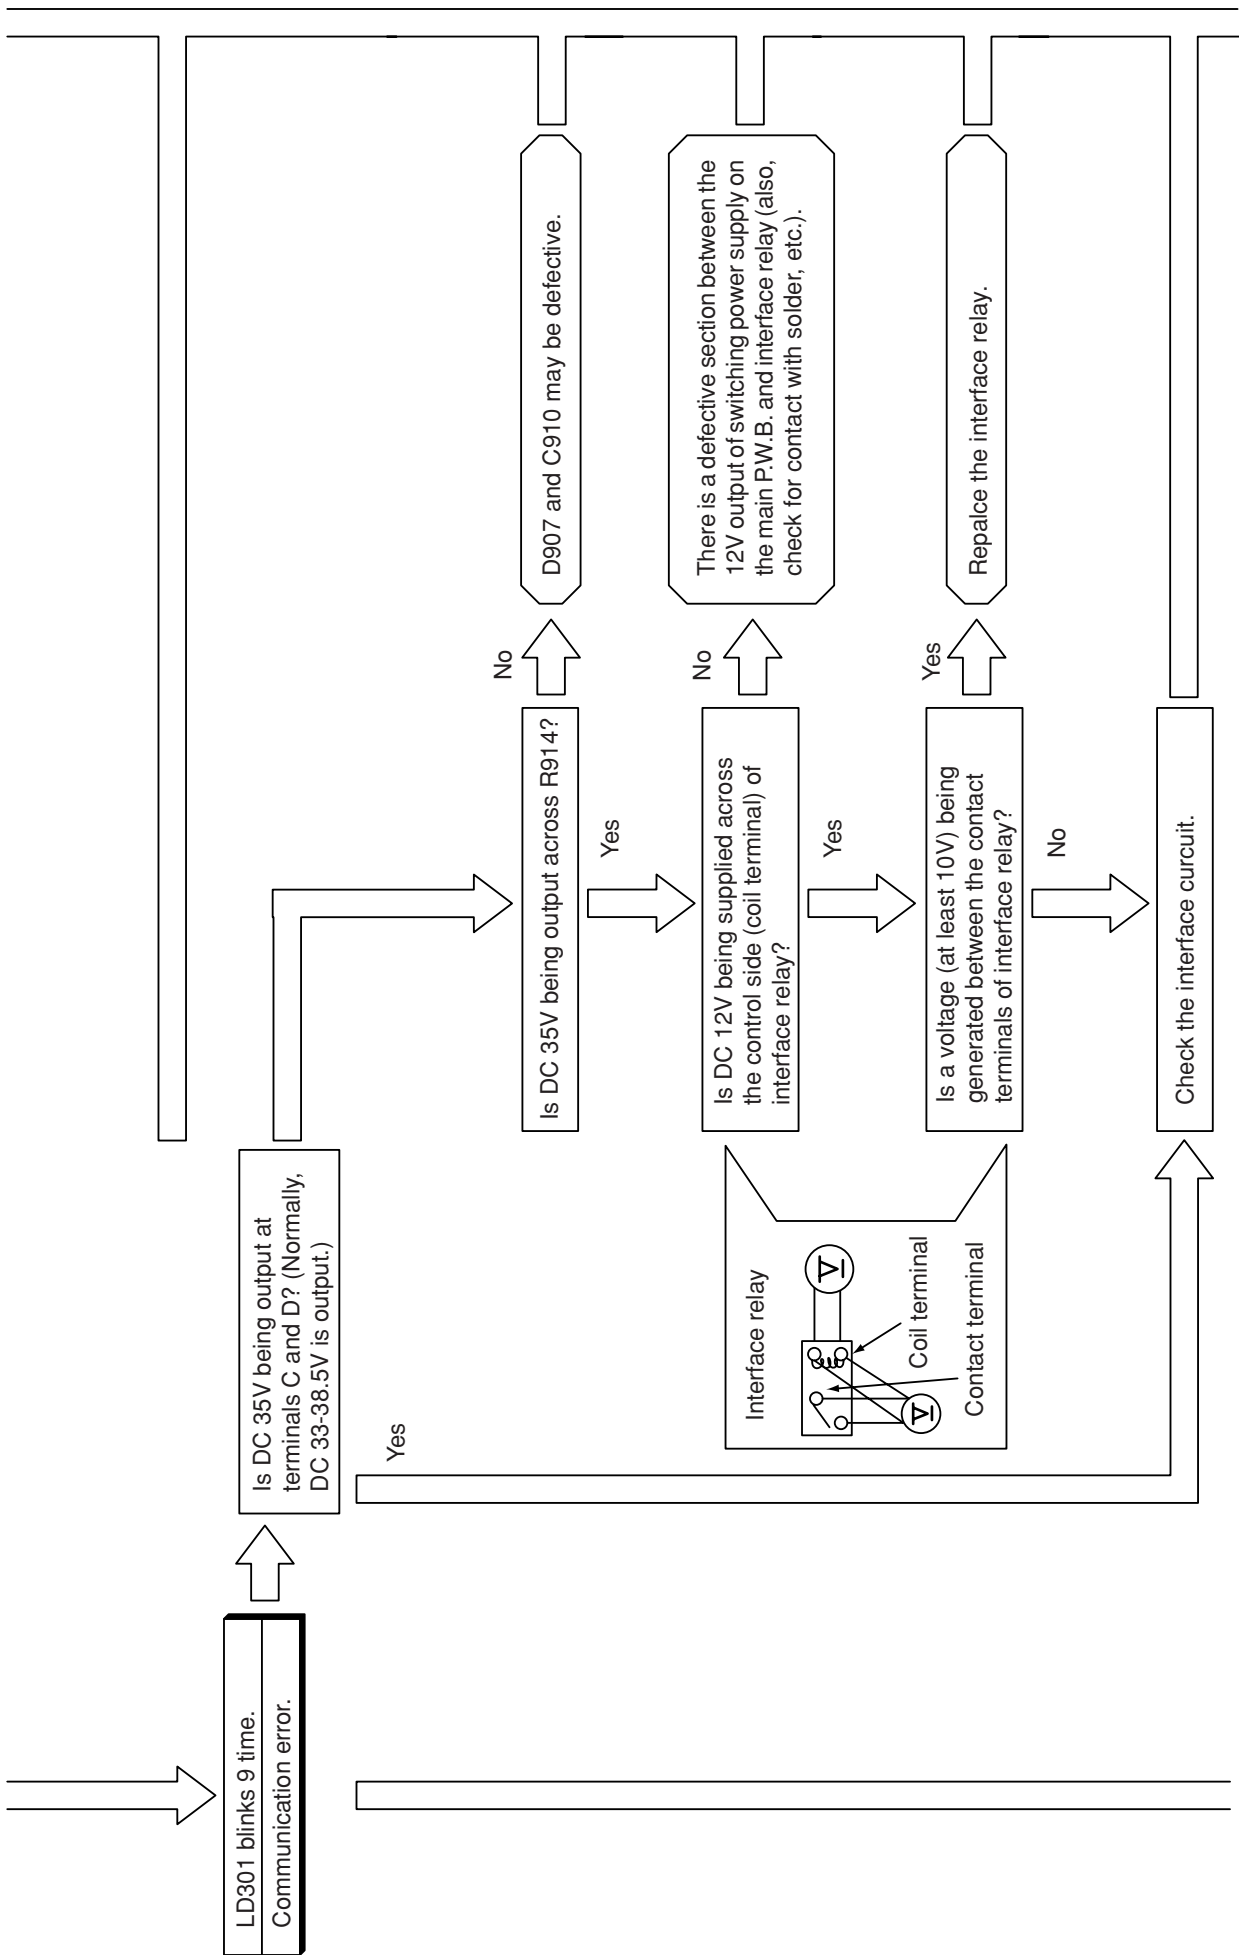 LD301 blinks 9 time.
Communication error.
Is DC 35V being output at
terminals C and D? (Normally,
DC 33-38.5V is output.)
Yes
Is DC 35V being output across R914?
No
D907 and C910 may be defective.
Yes
Is DC 12V being supplied across
the control side (coil terminal) of
interface relay?
No
There is a defective section between the
12V output of switching power supply on
the main P.W.B. and interface relay (also,
check for contact with solder, etc.).
Yes
Interface relay
V
V
Coil terminal
Contact terminal
Is a voltage (at least 10V) being
generated between the contact
terminals of interface relay?
Yes
Repalce the interface relay.
No
Check the interface circuit.